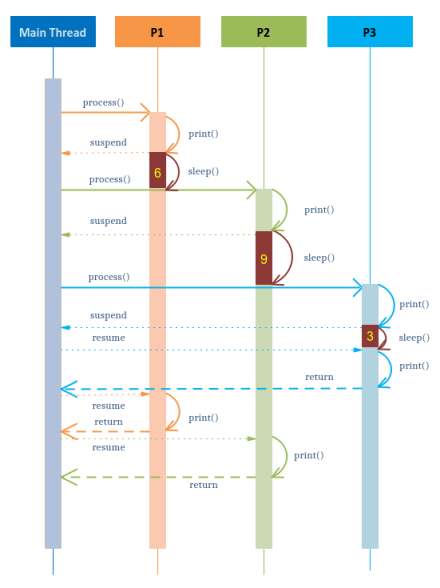 Main Thread P1 P2 P3
process()
print()
suspend
sleep()
6
process()
print()
suspend
9 sleep()
process()
print()
suspend
3 sleep()
resume
print()
return
resume
print()
return
resume
print()
return